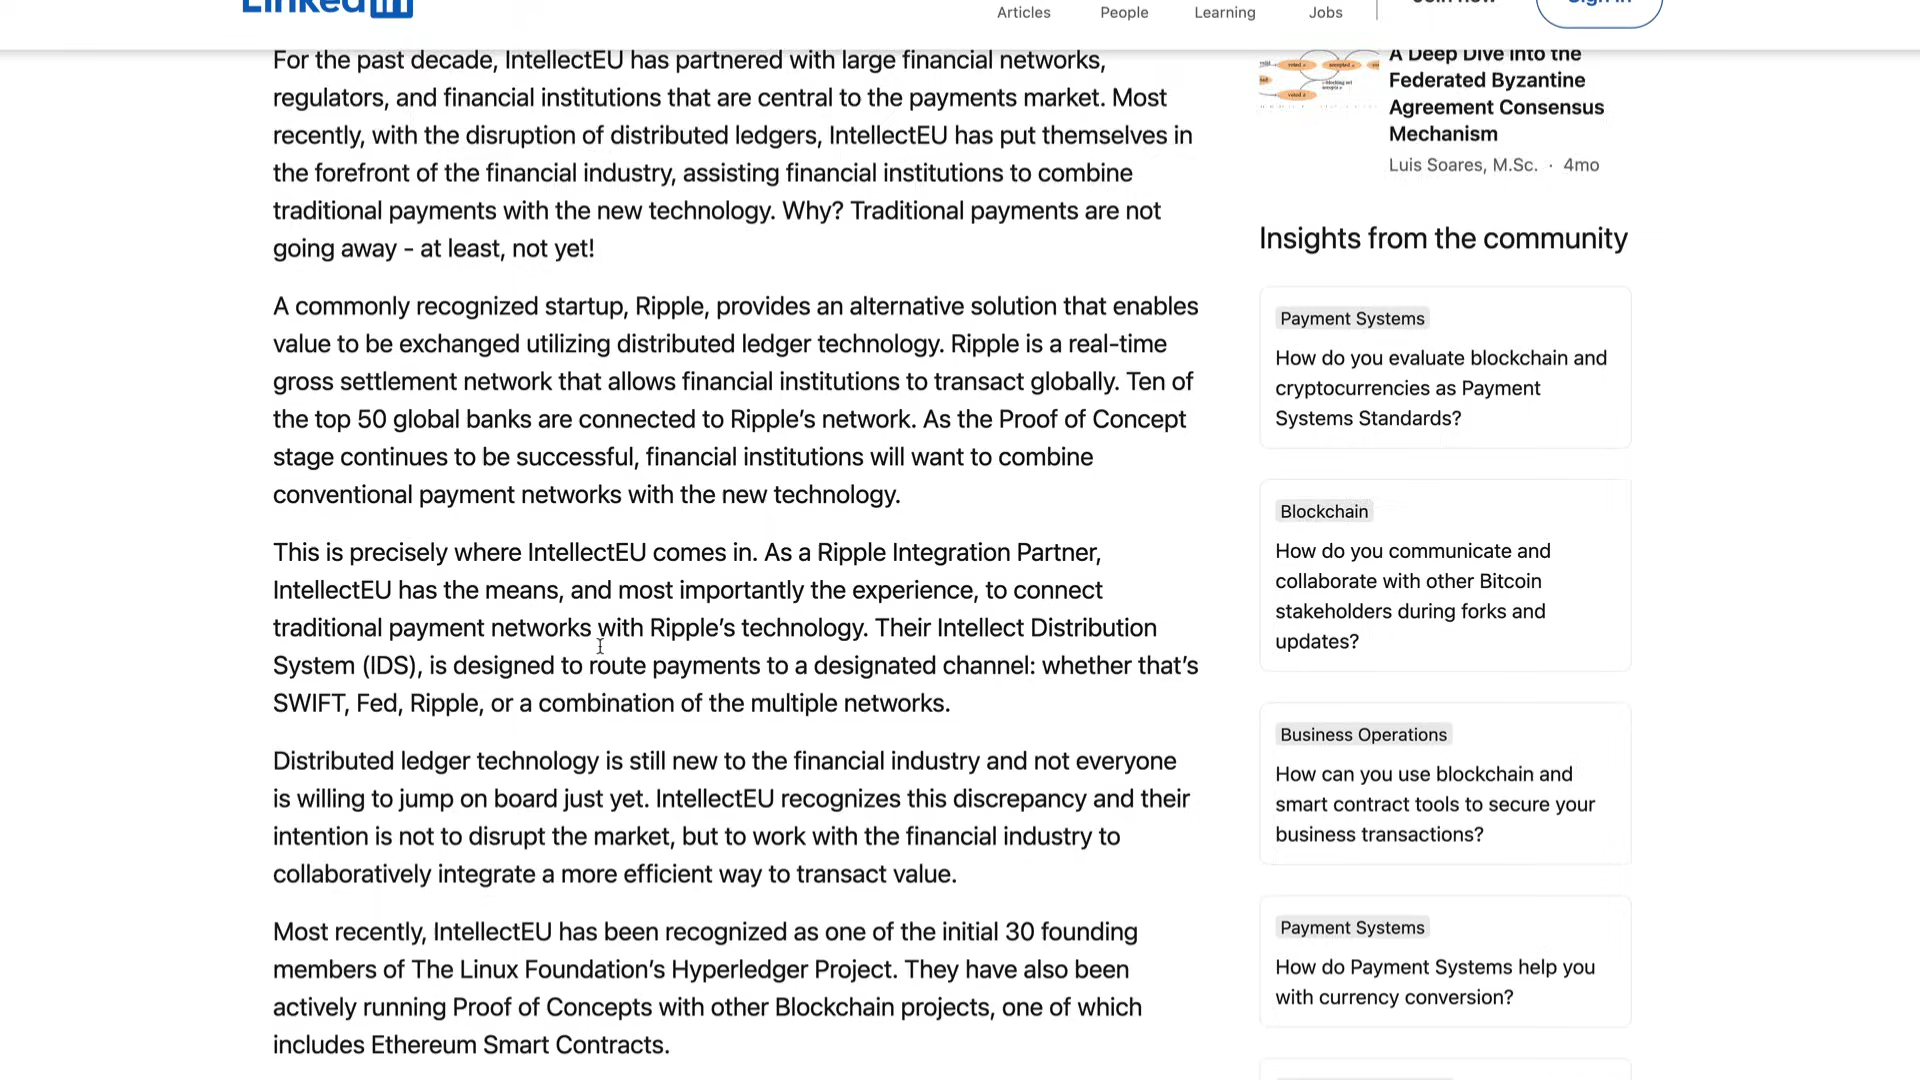 LinkedIn
Articles
People
Learning
Jobs
Join now
Sign in
For the past decade, IntellectEU has partnered with large financial networks,
regulators, and financial institutions that are central to the payments market. Most
recently, with the disruption of distributed ledgers, IntellectEU has put themselves in
the forefront of the financial industry, assisting financial institutions to combine
traditional payments with the new technology. Why? Traditional payments are not
going away - at least, not yet!
A commonly recognized startup, Ripple, provides an alternative solution that enables
value to be exchanged utilizing distributed ledger technology. Ripple is a real-time
gross settlement network that allows financial institutions to transact globally. Ten of
the top 50 global banks are connected to Ripple’s network. As the Proof of Concept
stage continues to be successful, financial institutions will want to combine
conventional payment networks with the new technology.
This is precisely where IntellectEU comes in. As a Ripple Integration Partner,
IntellectEU has the means, and most importantly the experience, to connect
traditional payment networks with Ripple’s technology. Their Intellect Distribution
System (IDS), is designed to route payments to a designated channel: whether that’s
SWIFT, Fed, Ripple, or a combination of the multiple networks.
Distributed ledger technology is still new to the financial industry and not everyone
is willing to jump on board just yet. IntellectEU recognizes this discrepancy and their
intention is not to disrupt the market, but to work with the financial industry to
collaboratively integrate a more efficient way to transact value.
Most recently, IntellectEU has been recognized as one of the initial 30 founding
members of The Linux Foundation’s Hyperledger Project. They have also been
actively running Proof of Concepts with other Blockchain projects, one of which
includes Ethereum Smart Contracts.
A Deep Dive into the
Federated Byzantine
Agreement Consensus
Mechanism
Luis Soares, M.Sc. · 4mo
Insights from the community
Payment Systems
How do you evaluate blockchain and
cryptocurrencies as Payment
Systems Standards?
Blockchain
How do you communicate and
collaborate with other Bitcoin
stakeholders during forks and
updates?
Business Operations
How can you use blockchain and
smart contract tools to secure your
business transactions?
Payment Systems
How do Payment Systems help you
with currency conversion?